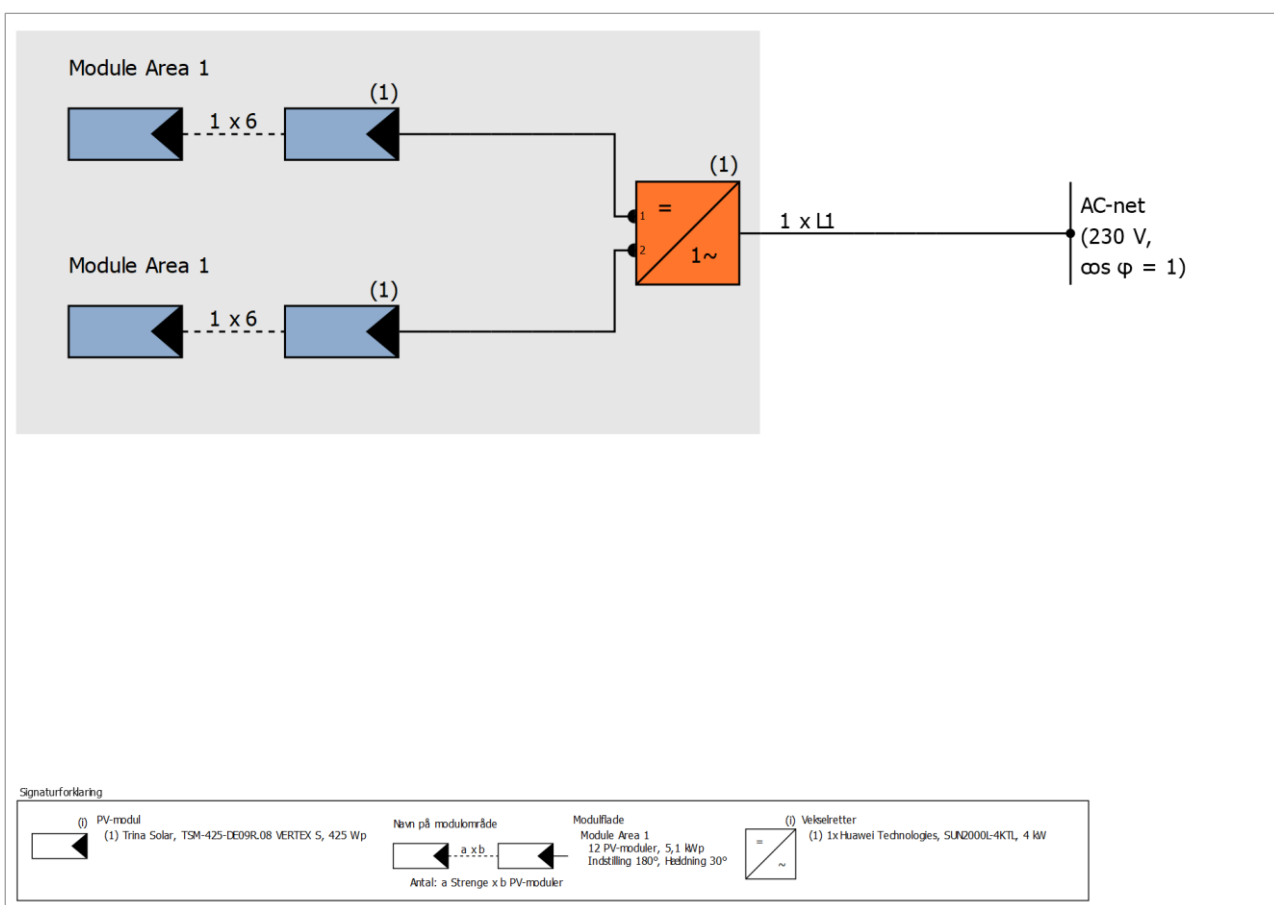 Module Area 1
(1)
1 x 6
(1)
1
=
1 x L1
AC-net
(230 V,
cos φ = 1)
2
1~
Module Area 1
(1)
1 x 6
Signaturforklaring
(i) PV-modul
(1) Trina Solar, TSM-425-DE09R.08 VERTEX S, 425 Wp
Navn på modulområde
a x b
Antal: a Strenge x b PV-moduler
Modulflade
Module Area 1
12 PV-moduler, 5,1 kWp
Indstilling 180°, Hældning 30°
(i) Vekselretter
(1) 1x Huawei Technologies, SUN2000L-4KTL, 4 kW
=
~